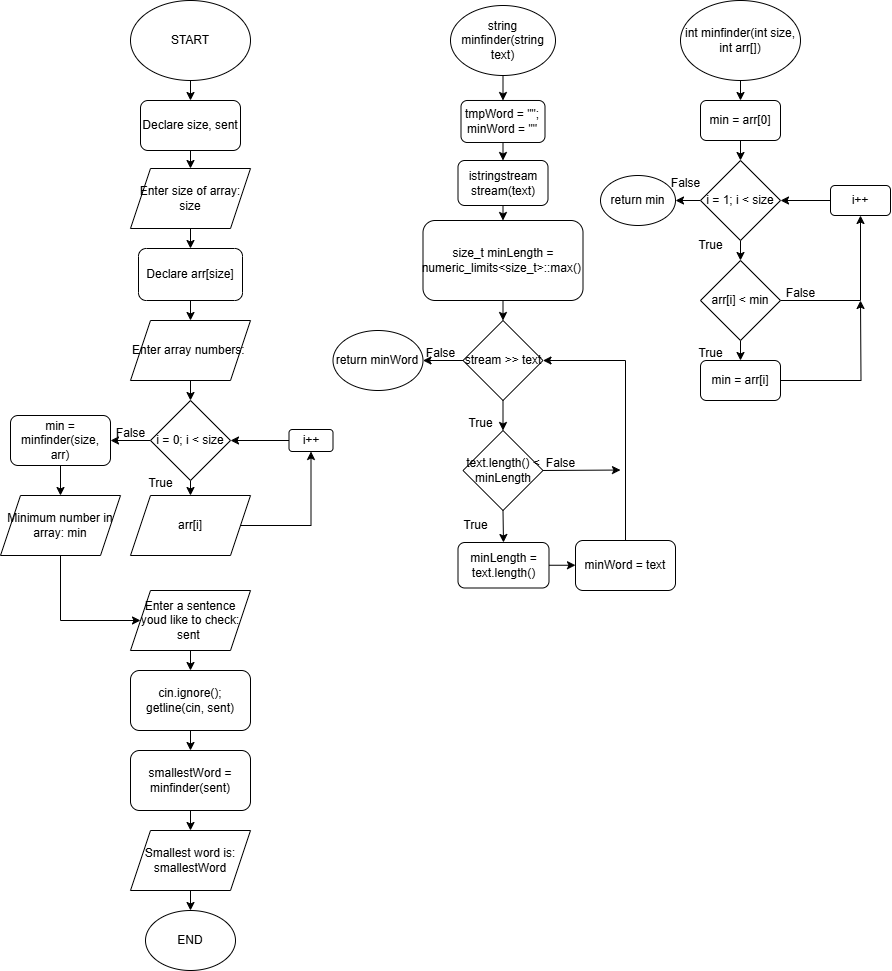 START
Declare size, sent
Enter size of array:
size
Declare arr[size]
Enter array numbers:
i = 0; i < size
False
True
i++
min =
minfinder(size,
arr)
Minimum number in
array: min
arr[i]
Enter a sentence
youd like to check:
sent
cin.ignore();
getline(cin, sent)
smallestWord =
minfinder(sent)
Smallest word is:
smallestWord
END
string
minfinder(string
text)
tmpWord = "";
minWord = ""
istringstream
stream(text)
size_t minLength =
numeric_limits<size_t>::max()
stream >> text
False
return minWord
True
text.length() <
minLength
False
True
minLength =
text.length()
minWord = text
int minfinder(int size,
int arr[])
min = arr[0]
i = 1; i < size
False
return min
i++
True
arr[i] < min
False
True
min = arr[i]